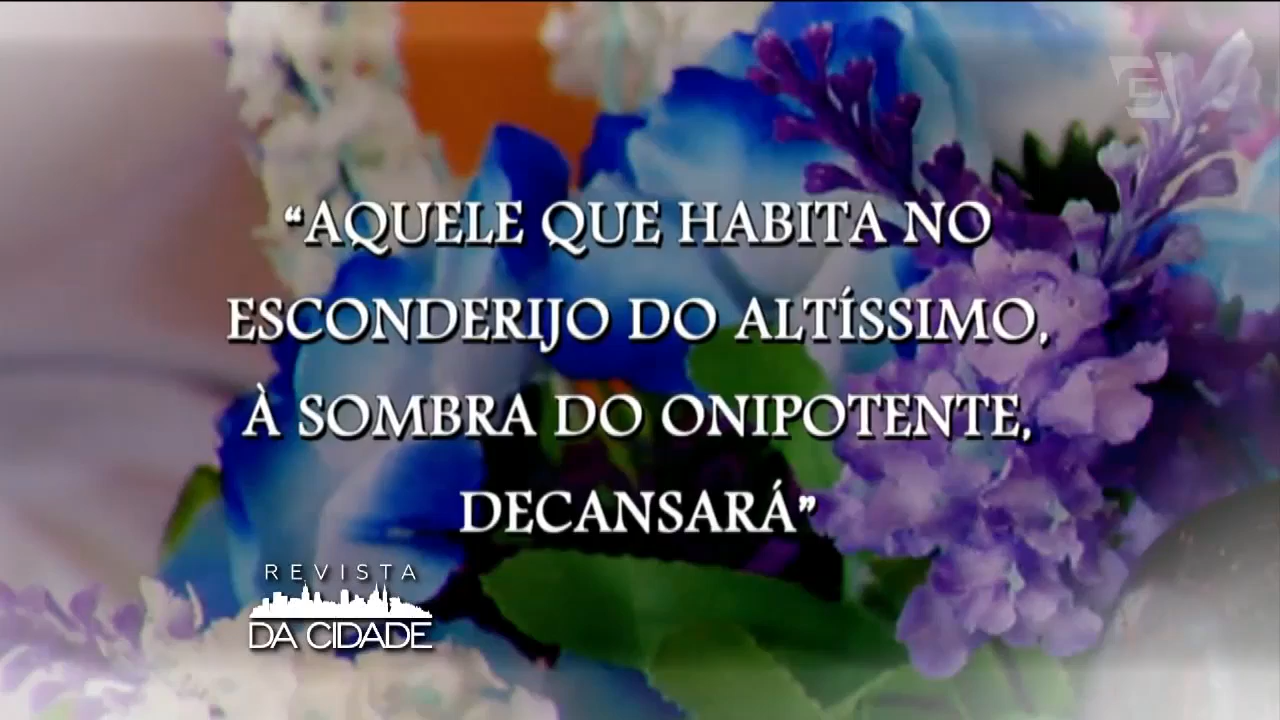 “AQUELE QUE HABITA NO
ESCONDERIJO DO ALTÍSSIMO,
À SOMBRA DO ONIPOTENTE,
DECANSARÁ”
REVISTA
DA CIDADE